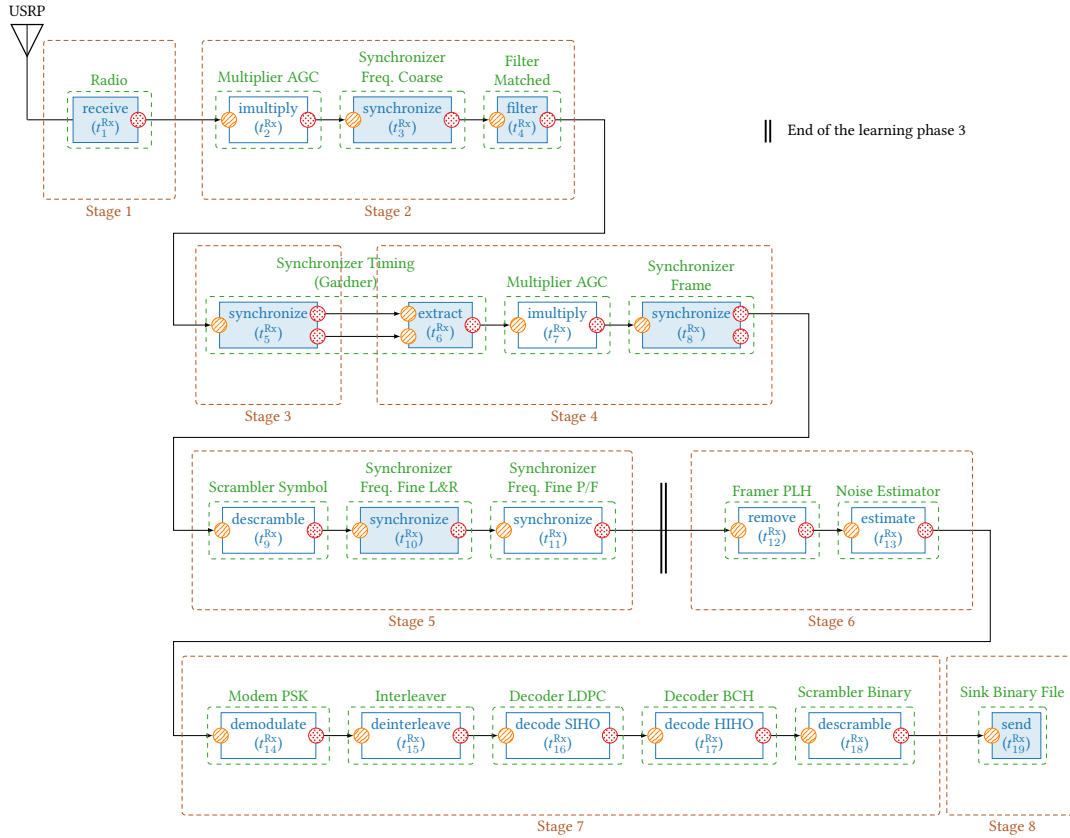 USRP
Radio
receive
(t₁ᴿˣ)
Stage 1
Multiplier AGC
imultiply
(t₂ᴿˣ)
Synchronizer
Freq. Coarse
synchronize
(t₃ᴿˣ)
Filter
Matched
filter
(t₄ᴿˣ)
Stage 2
End of the learning phase 3
Synchronizer Timing
(Gardner)
synchronize
(t₅ᴿˣ)
Stage 3
extract
(t₆ᴿˣ)
Multiplier AGC
imultiply
(t₇ᴿˣ)
Synchronizer
Frame
synchronize
(t₈ᴿˣ)
Stage 4
Scrambler Symbol
descramble
(t₉ᴿˣ)
Synchronizer
Freq. Fine L&R
synchronize
(t₁₀ᴿˣ)
Synchronizer
Freq. Fine P/F
synchronize
(t₁₁ᴿˣ)
Stage 5
Framer PLH
remove
(t₁₂ᴿˣ)
Noise Estimator
estimate
(t₁₃ᴿˣ)
Stage 6
Modem PSK
demodulate
(t₁₄ᴿˣ)
Interleaver
deinterleave
(t₁₅ᴿˣ)
Decoder LDPC
decode SIHO
(t₁₆ᴿˣ)
Decoder BCH
decode HIHO
(t₁₇ᴿˣ)
Scrambler Binary
descramble
(t₁₈ᴿˣ)
Stage 7
Sink Binary File
send
(t₁₉ᴿˣ)
Stage 8